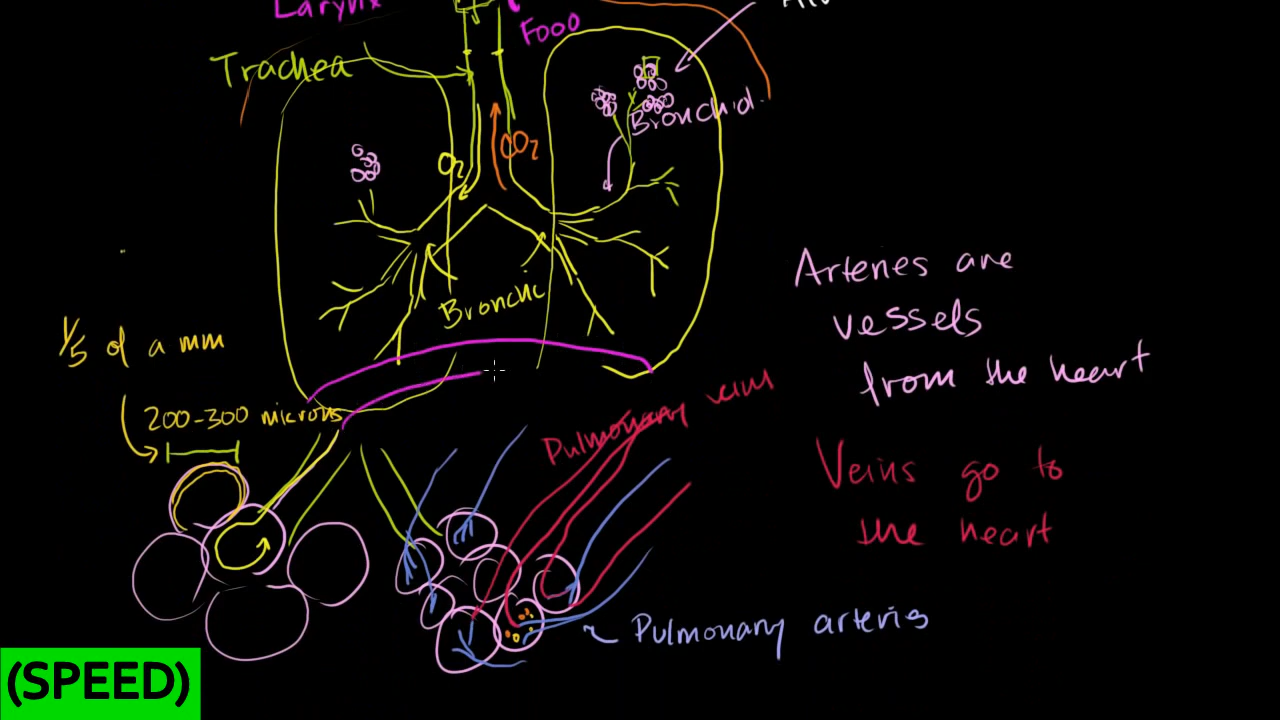 Larynx
Food
Trachea
Bronchiol.
O2
CO2
Bronchi
Arteries are
vessels
from the heart
1/5 of a mm
200-300 microns
Pulmonary vein
Veins go to
the heart
Pulmonary arteries
(SPEED)